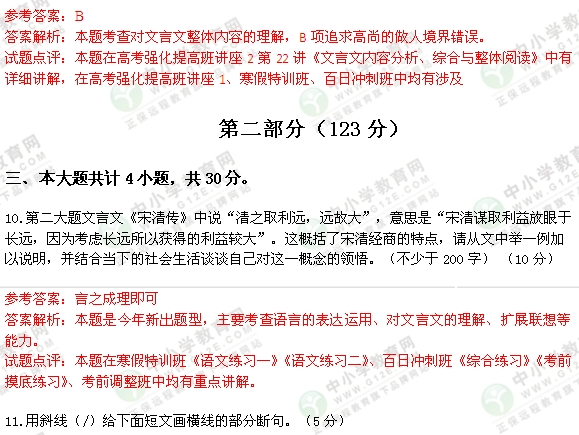 参考答案：B
答案解析：本题考查对文言文整体内容的理解，B 项追求高尚的做人境界错误。
试题点评：本题在高考强化提高班讲座 2 第 22 讲《文言文内容分析、综合与整体阅读》中有
详细讲解，在高考强化提高班讲座 1、寒假特训班、百日冲刺班中均有涉及
第二部分（123 分）
三、本大题共计 4 小题，共 30 分。
10.第二大题文言文《宋清传》中说“清之取利远，远故大”，意思是“宋清谋取利益放眼于
长远，因为考虑长远所以获得的利益较大”。这概括了宋清经商的特点，请从文中举一例加
以说明，并结合当下的社会生活谈谈自己对这一概念的领悟。（不少于 200 字）（10 分）
参考答案：言之成理即可
答案解析：本题是今年新出题型，主要考查语言的表达运用、对文言文的理解、扩展联想等
能力。
试题点评：本题在寒假特训班《语文练习一》《语文练习二》、百日冲刺班《综合练习》《考前
摸底练习》、考前调整班中均有重点讲解。
11.用斜线（/）给下面短文画横线的部分断句。（5 分）